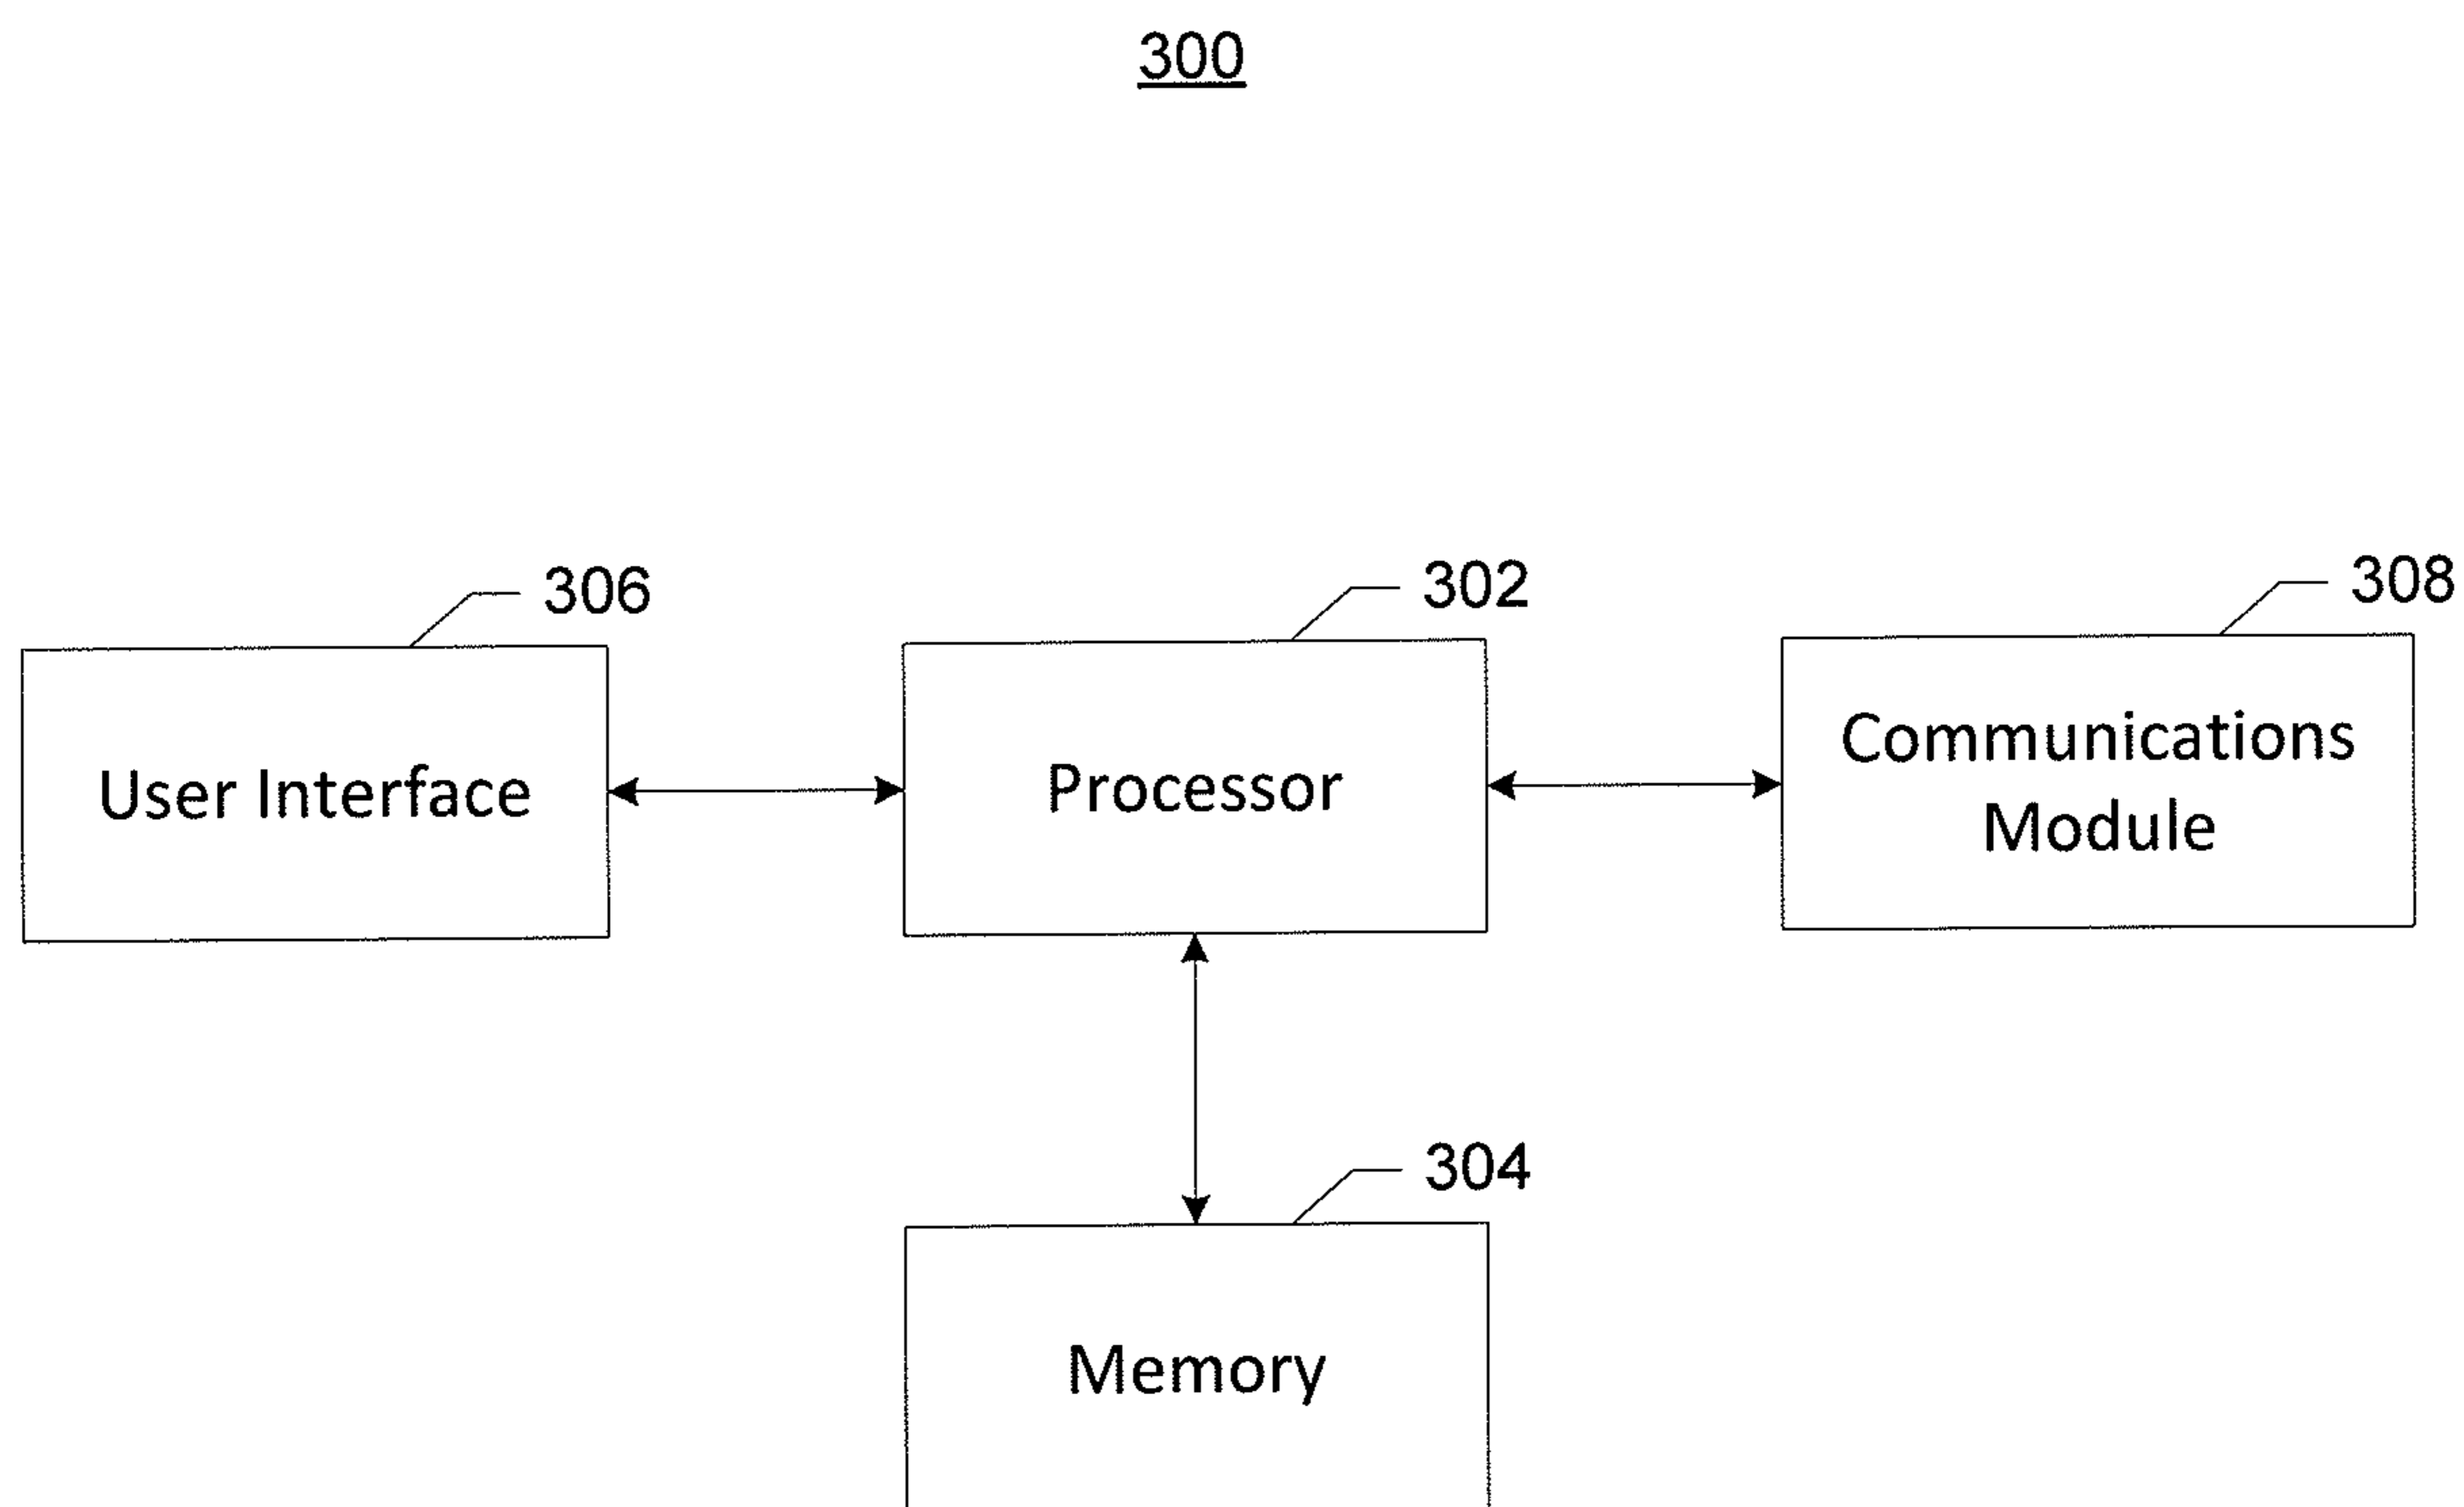 300
306
302
308
User Interface
Processor
Communications
Module
304
Memory